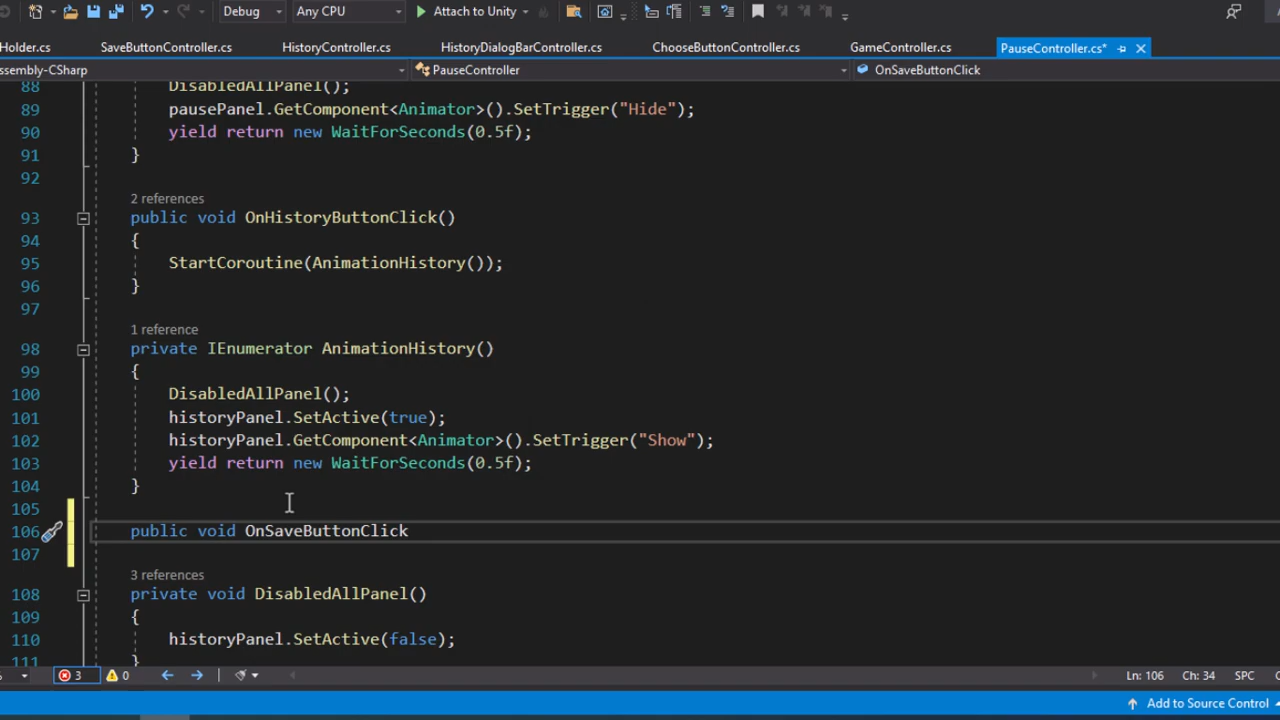 Debug Any CPU Attach to Unity
Holder.cs SaveButtonController.cs HistoryController.cs HistoryDialogBarController.cs ChooseButtonController.cs GameController.cs PauseController.cs*
ssembly-CSharp PauseController OnSaveButtonClick
88 DisabledAllPanel();
89 pausePanel.GetComponent<Animator>().SetTrigger("Hide");
90 yield return new WaitForSeconds(0.5f);
91 }
92
2 references
93 public void OnHistoryButtonClick()
94 {
95 StartCoroutine(AnimationHistory());
96 }
97
1 reference
98 private IEnumerator AnimationHistory()
99 {
100 DisabledAllPanel();
101 historyPanel.SetActive(true);
102 historyPanel.GetComponent<Animator>().SetTrigger("Show");
103 yield return new WaitForSeconds(0.5f);
104 }
105
106 public void OnSaveButtonClick
107
3 references
108 private void DisabledAllPanel()
109 {
110 historyPanel.SetActive(false);
111 }
% 3 0 Ln: 106 Ch: 34 SPC
Add to Source Control